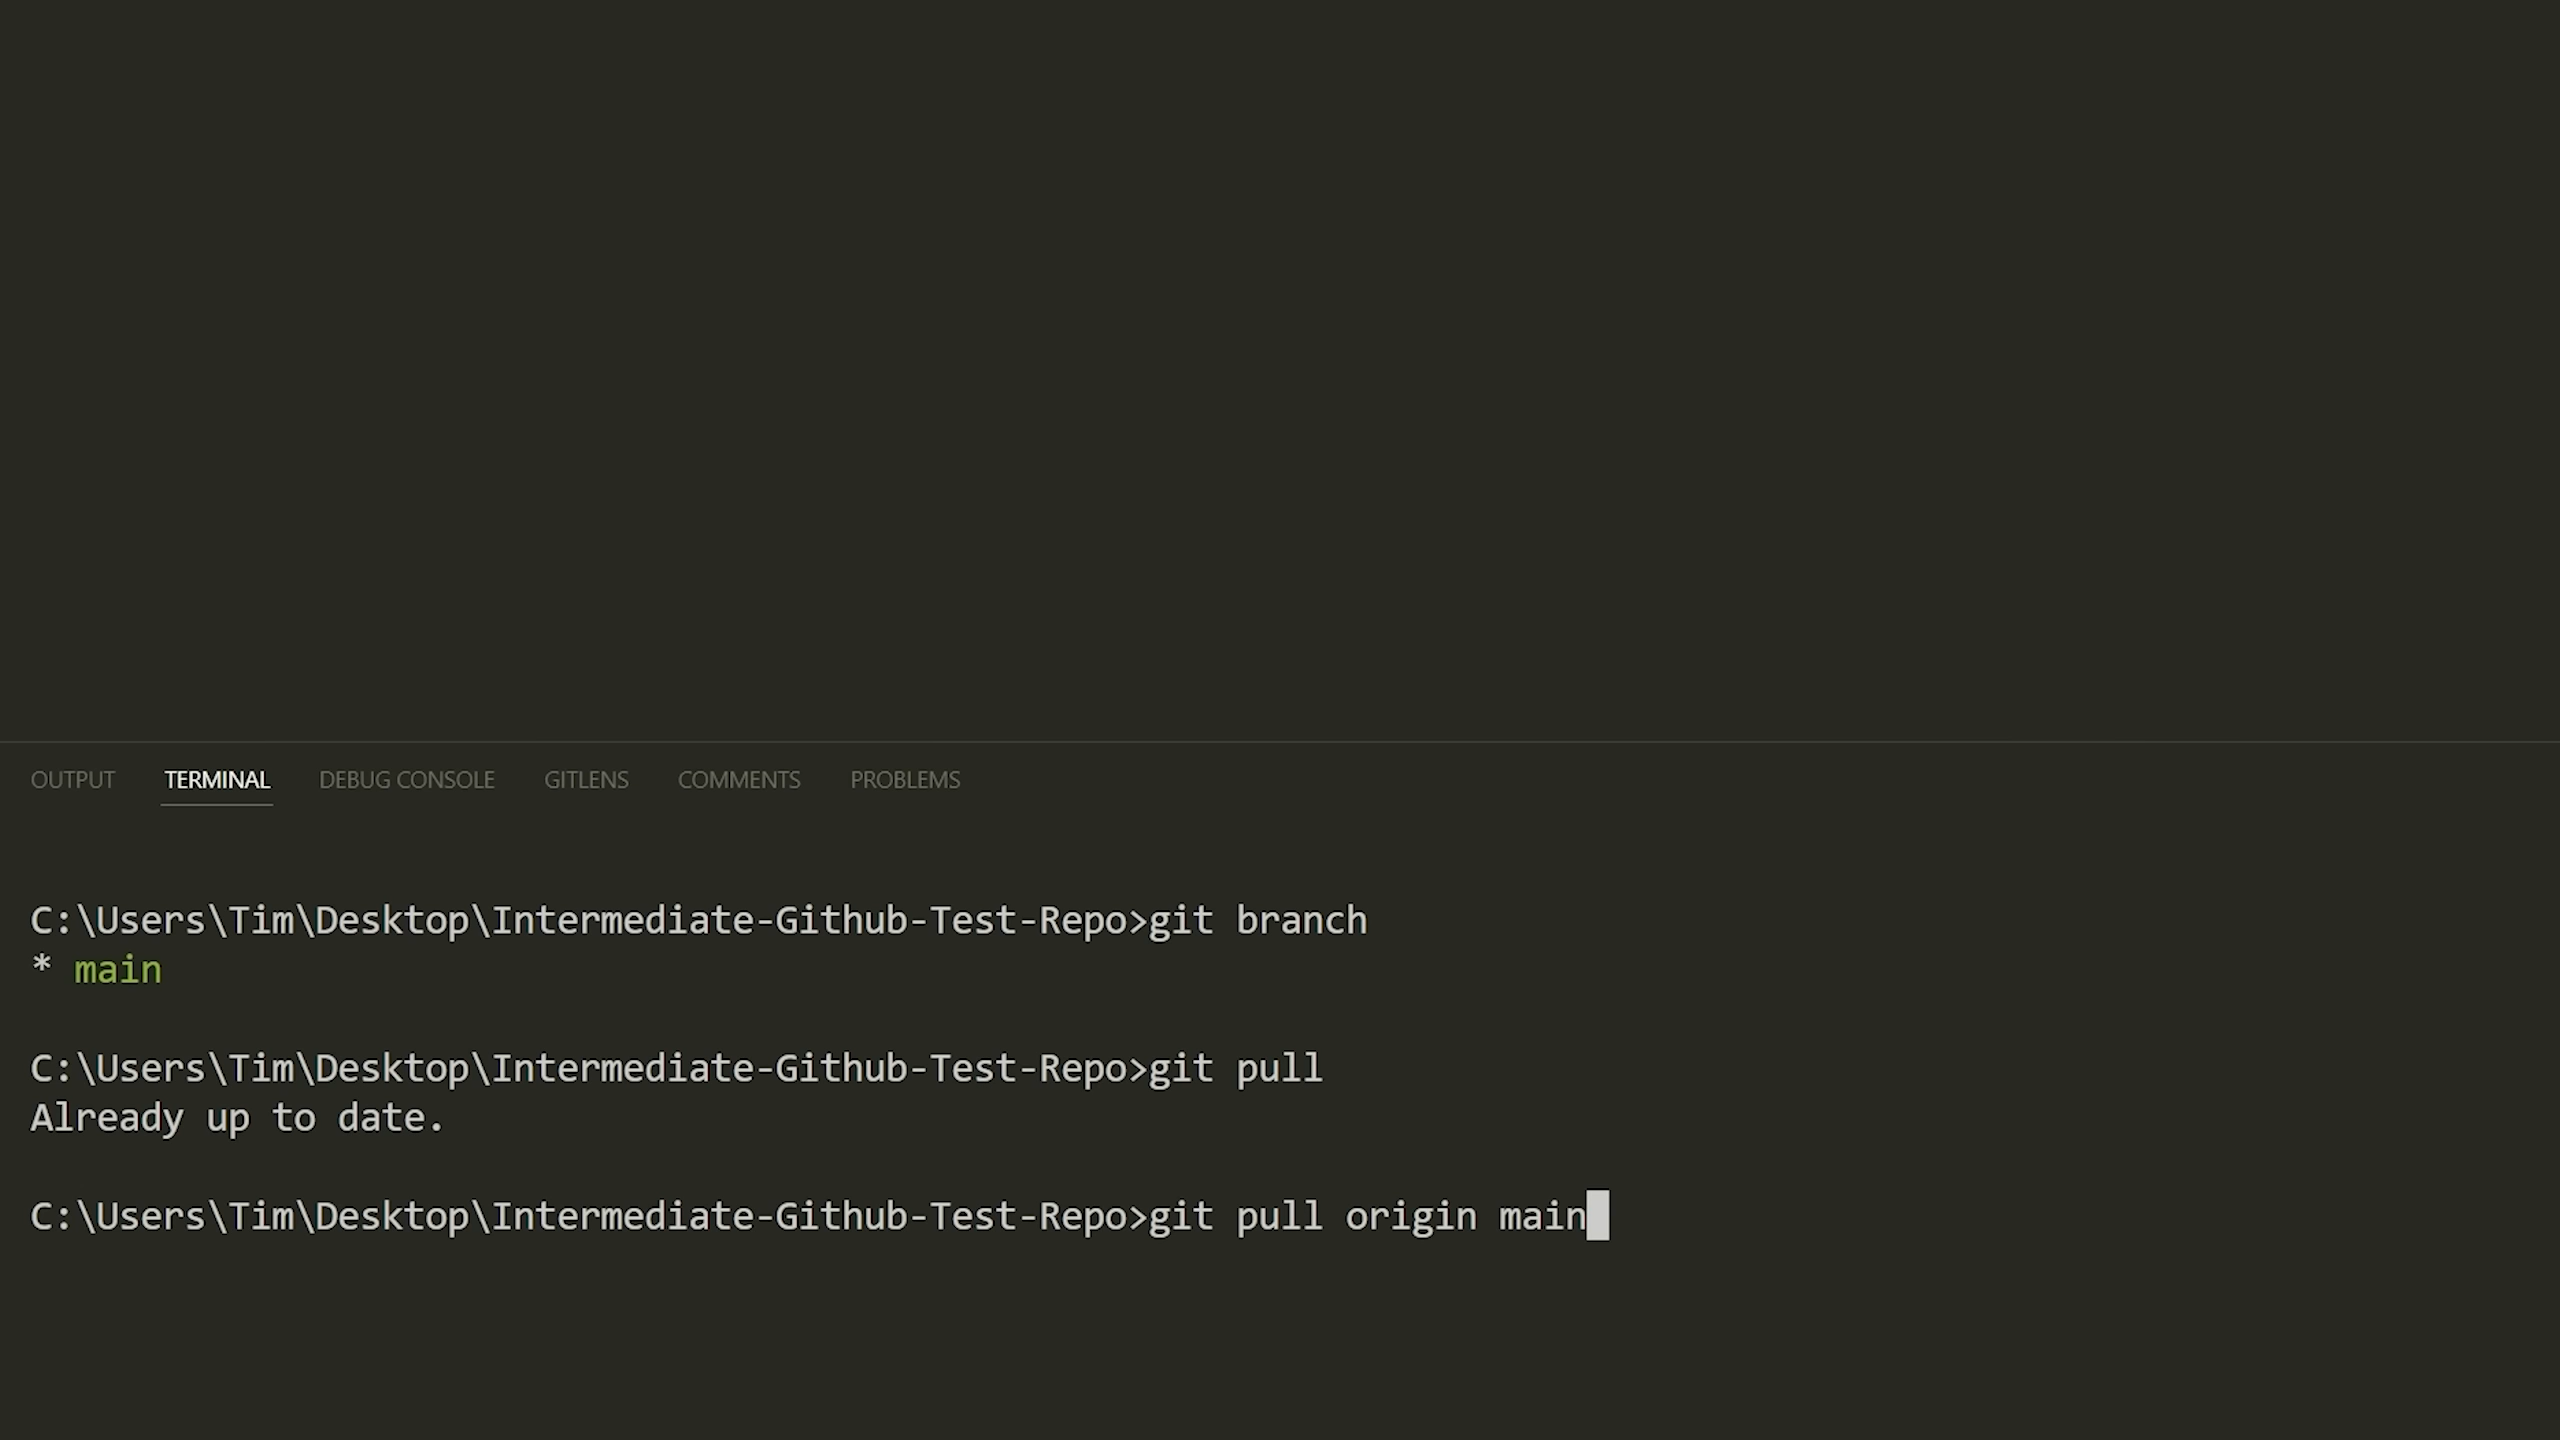 OUTPUT TERMINAL DEBUG CONSOLE GITLENS COMMENTS PROBLEMS
C:\Users\Tim\Desktop\Intermediate-Github-Test-Repo>git branch
* main
C:\Users\Tim\Desktop\Intermediate-Github-Test-Repo>git pull
Already up to date.
C:\Users\Tim\Desktop\Intermediate-Github-Test-Repo>git pull origin main